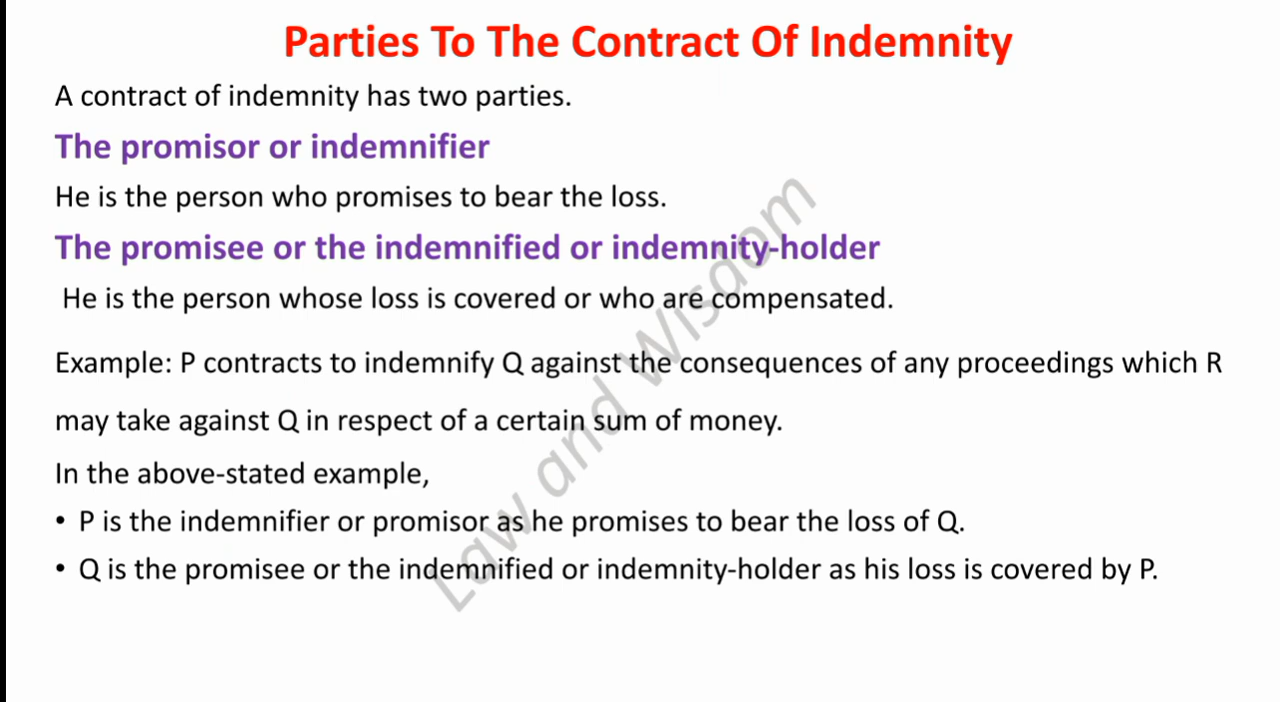 Parties To The Contract Of Indemnity
A contract of indemnity has two parties.
The promisor or indemnifier
He is the person who promises to bear the loss.
The promisee or the indemnified or indemnity-holder
He is the person whose loss is covered or who are compensated.
Example: P contracts to indemnify Q against the consequences of any proceedings which R
may take against Q in respect of a certain sum of money.
In the above-stated example,
• P is the indemnifier or promisor as he promises to bear the loss of Q.
• Q is the promisee or the indemnified or indemnity-holder as his loss is covered by P.
Law and Wisdom